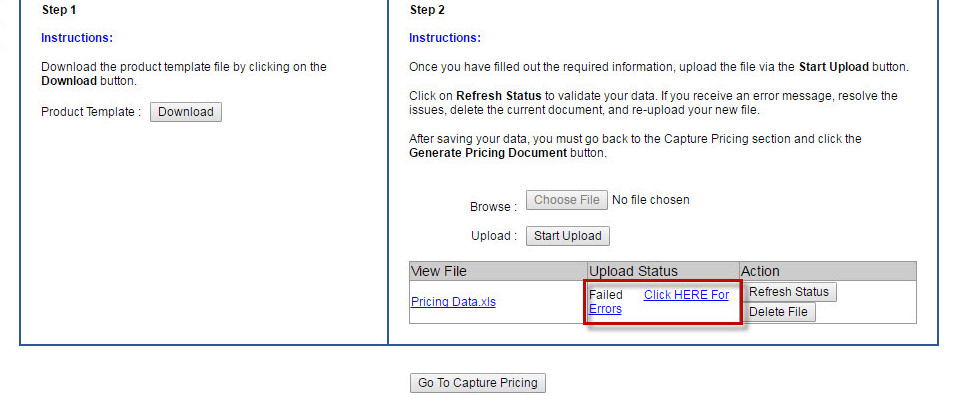 Step 1
Instructions:
Download the product template file by clicking on the
Download button.
Product Template : Download
Step 2
Instructions:
Once you have filled out the required information, upload the file via the Start Upload button.
Click on Refresh Status to validate your data. If you receive an error message, resolve the
issues, delete the current document, and re-upload your new file.
After saving your data, you must go back to the Capture Pricing section and click the
Generate Pricing Document button.
Browse : Choose File No file chosen
Upload : Start Upload
View File Upload Status Action
Pricing Data.xls Failed Click HERE For Refresh Status
Errors Delete File
Go To Capture Pricing